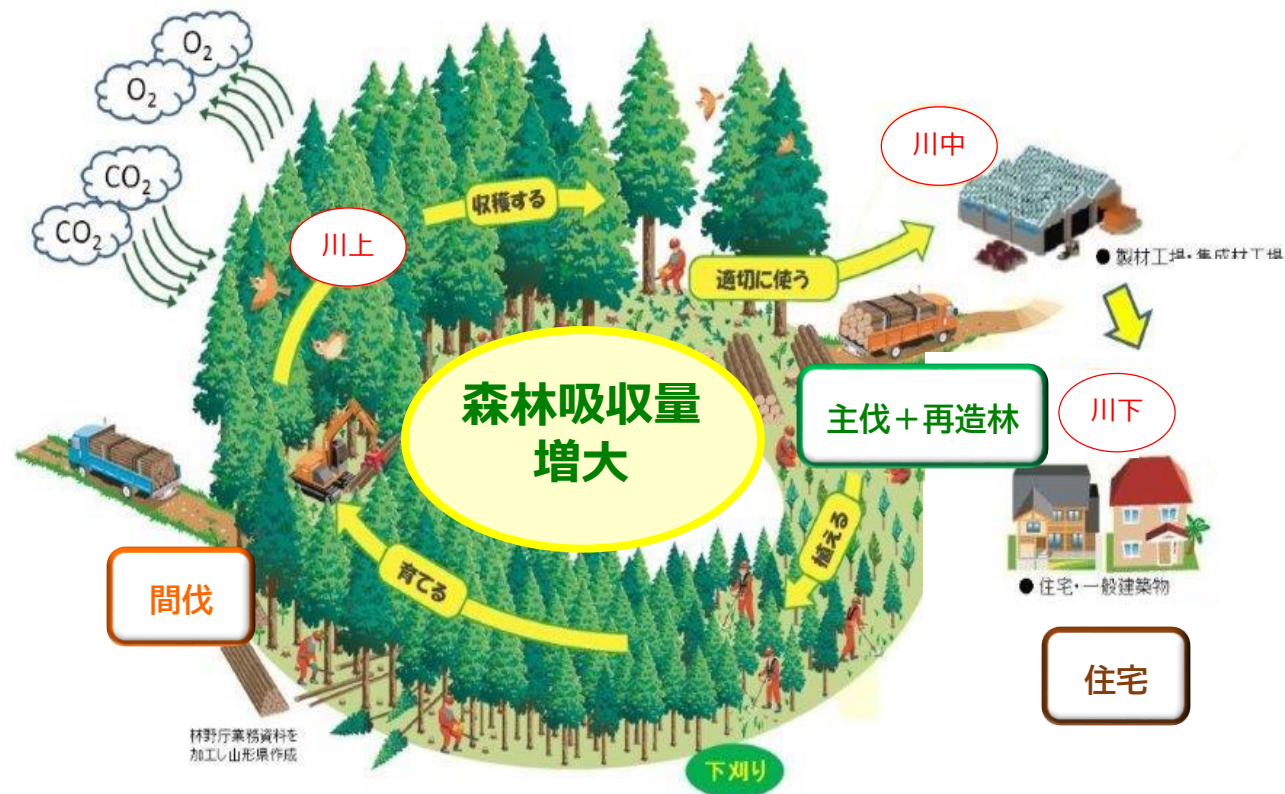 O2
O2
CO2
CO2
川中
収穫する
川上
適切に使う
● 製材工場・集成材工場
森林吸収量
増大
主伐＋再造林
川下
植える
育てる
間伐
● 住宅・一般建築物
住宅
林野庁業務資料を
加工し山形県作成
下刈り